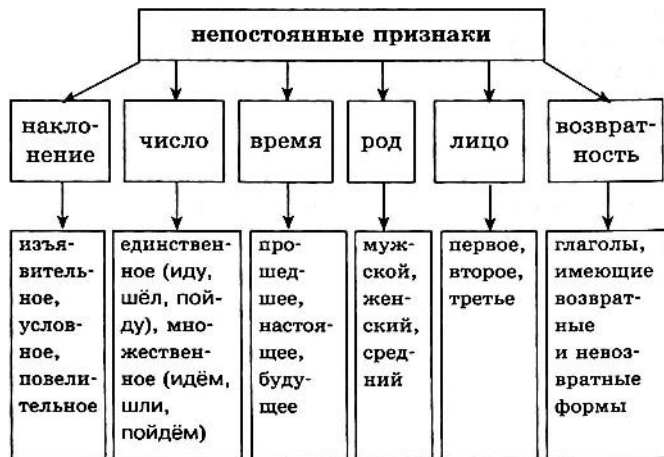 непостоянные признаки
накло-
нение
число
время
род
лицо
возврат-
ность
изъя-
витель-
ное,
услов-
ное,
повели-
тельное
единствен-
ное (иду,
шёл, пой-
ду), мно-
жествен-
ное (идём,
шли,
пойдём)
про-
шед-
шее,
настоя-
щее,
буду-
щее
муж-
ской,
жен-
ский,
сред-
ний
первое,
второе,
третье
глаголы,
имеющие
возврат-
ные
и невоз-
вратные
формы